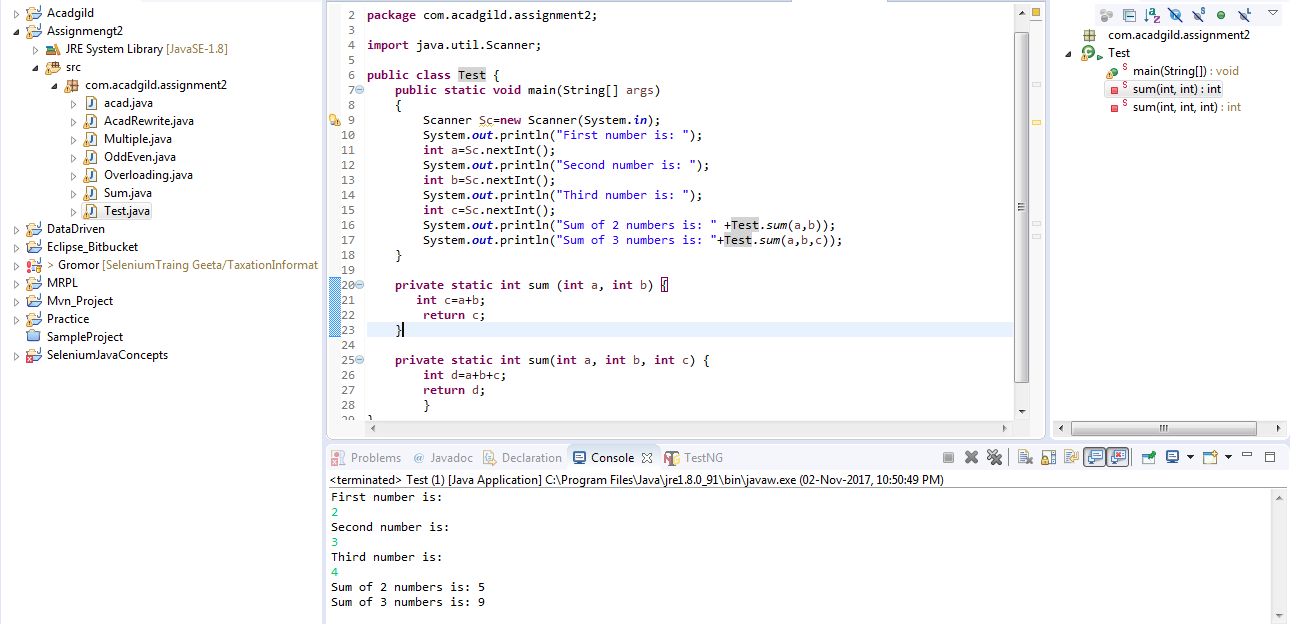 Acadgild
Assignmengt2
JRE System Library [JavaSE-1.8]
src
com.acadgild.assignment2
acad.java
AcadRewrite.java
Multiple.java
OddEven.java
Overloading.java
Sum.java
Test.java
DataDriven
Eclipse_Bitbucket
> Gromor [SeleniumTraing Geeta/TaxationInformat
MRPL
Mvn_Project
Practice
SampleProject
SeleniumJavaConcepts
2 package com.acadgild.assignment2;
3
4 import java.util.Scanner;
5
6 public class Test {
7 public static void main(String[] args)
8 {
9 Scanner Sc=new Scanner(System.in);
10 System.out.println("First number is: ");
11 int a=Sc.nextInt();
12 System.out.println("Second number is: ");
13 int b=Sc.nextInt();
14 System.out.println("Third number is: ");
15 int c=Sc.nextInt();
16 System.out.println("Sum of 2 numbers is: " +Test.sum(a,b));
17 System.out.println("Sum of 3 numbers is: "+Test.sum(a,b,c));
18 }
19
20 private static int sum (int a, int b) {
21 int c=a+b;
22 return c;
23 }
24
25 private static int sum(int a, int b, int c) {
26 int d=a+b+c;
27 return d;
28 }
29 }
com.acadgild.assignment2
Test
main(String[]) : void
sum(int, int) : int
sum(int, int, int) : int
Problems @ Javadoc Declaration Console TestNG
<terminated> Test (1) [Java Application] C:\Program Files\Java\jre1.8.0_91\bin\javaw.exe (02-Nov-2017, 10:50:49 PM)
First number is:
2
Second number is:
3
Third number is:
4
Sum of 2 numbers is: 5
Sum of 3 numbers is: 9